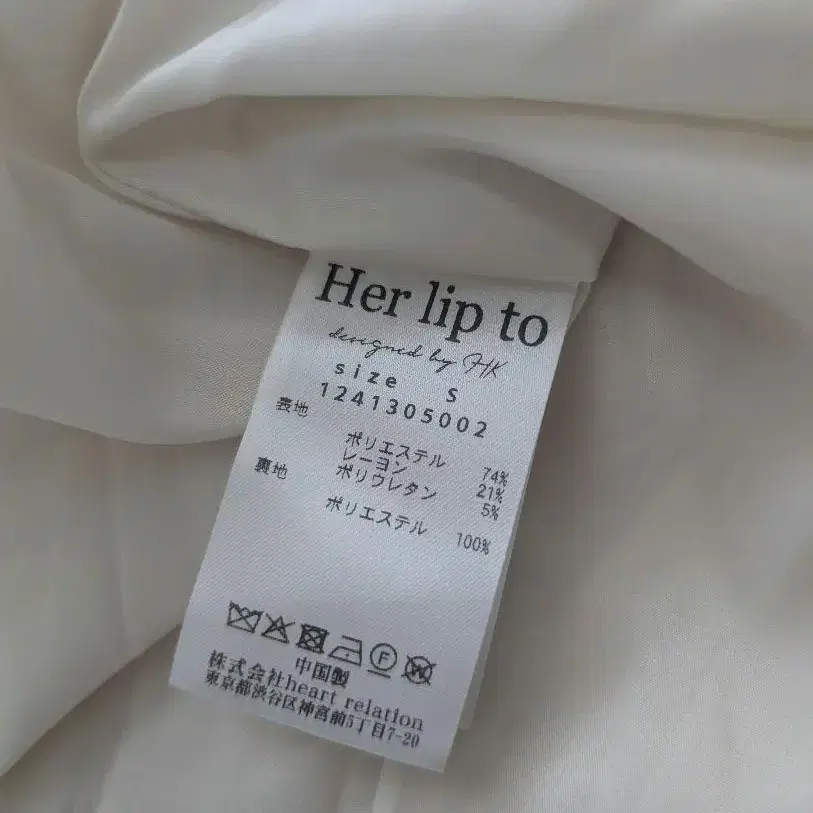 Her lip to
designed by HK
size S
1241305002
表地
ポリエステル 74%
レーヨン 21%
ポリウレタン 5%
裏地
ポリエステル 100%
F
W
中国製
株式会社heart relation
東京都渋谷区神宮前5丁目7-20